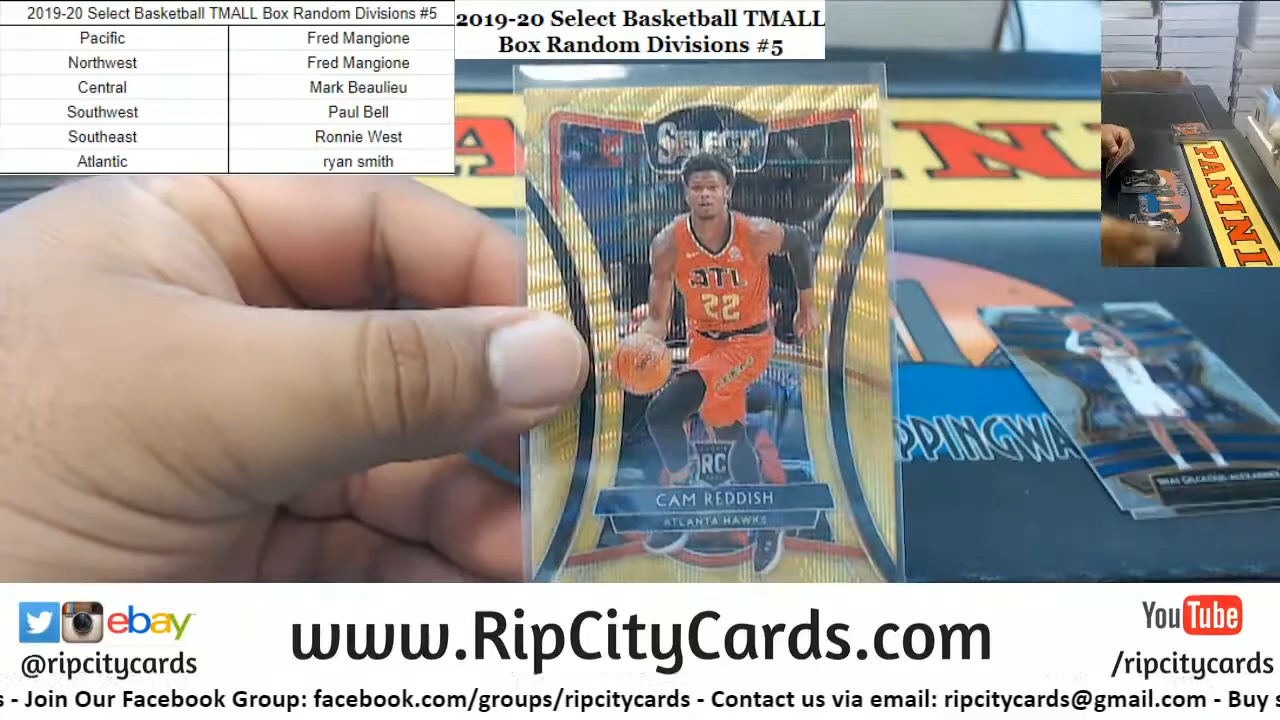 2019-20 Select Basketball TMALL Box Random Divisions #5
Pacific Fred Mangione
Northwest Fred Mangione
Central Mark Beaulieu
Southwest Paul Bell
Southeast Ronnie West
Atlantic ryan smith
2019-20 Select Basketball TMALL
Box Random Divisions #5
PANINI
SELECT
ATL
22
RC
CAM REDDISH
ATLANTA HAWKS
PPINGWA
ebay
@ripcitycards
www.RipCityCards.com
YouTube
/ripcitycards
s - Join Our Facebook Group: facebook.com/groups/ripcitycards - Contact us via email: ripcitycards@gmail.com - Buy s